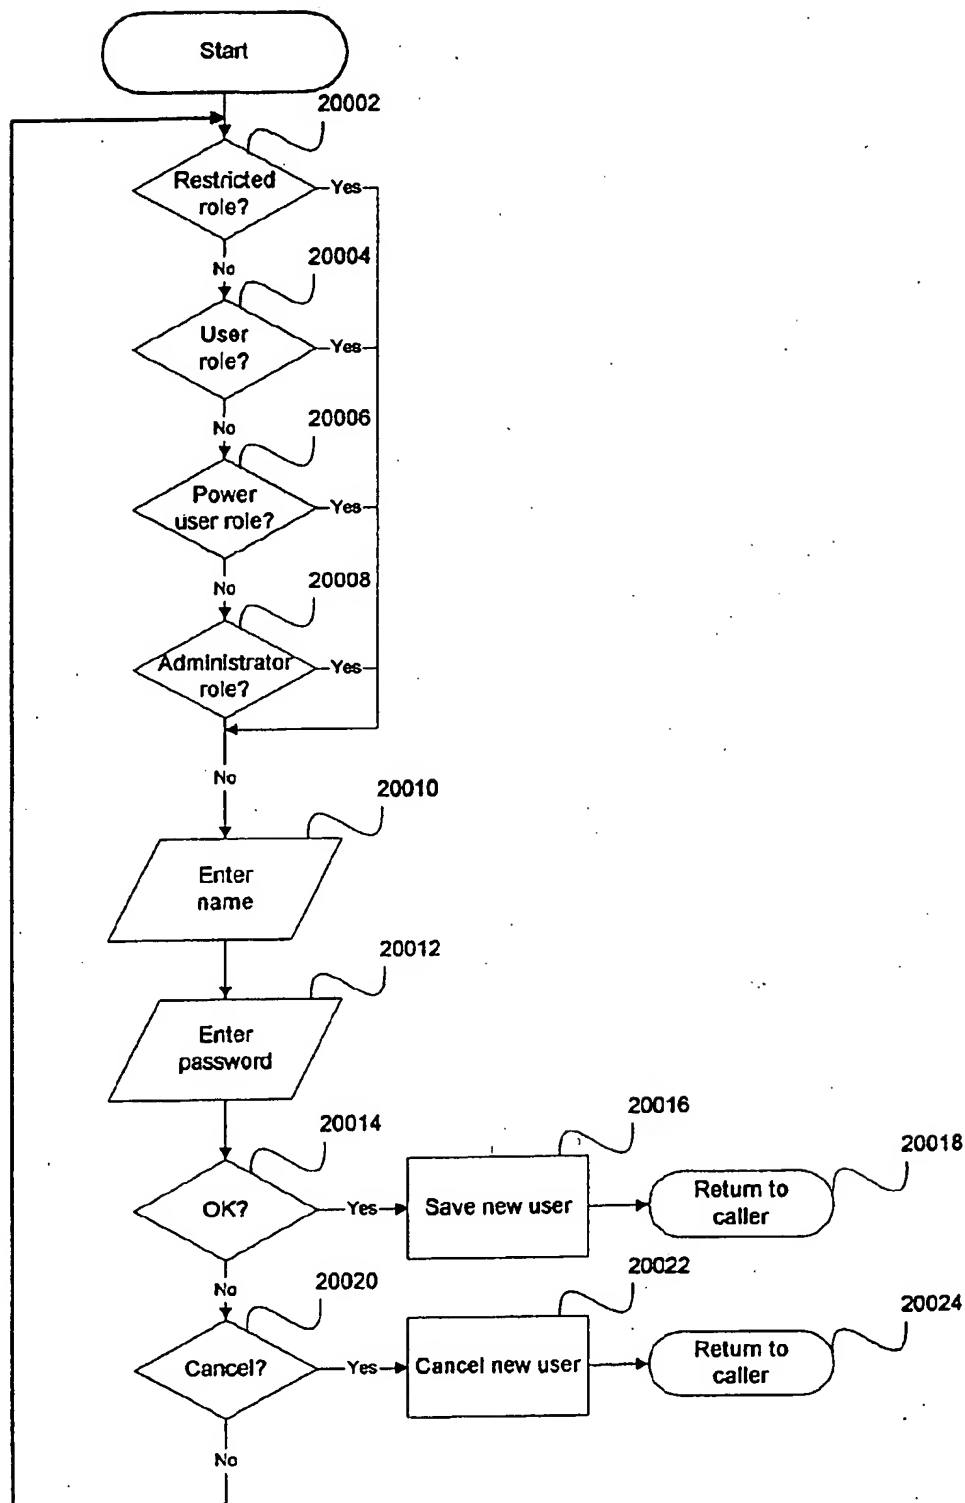 Start
20002
Restricted
role?
Yes
No
20004
User
role?
Yes
No
20006
Power
user role?
Yes
No
20008
Administrator
role?
Yes
No
20010
Enter
name
20012
Enter
password
20014
OK?
Yes
20016
Save new user
20018
Return to
caller
No
20020
Cancel?
Yes
20022
Cancel new user
20024
Return to
caller
No